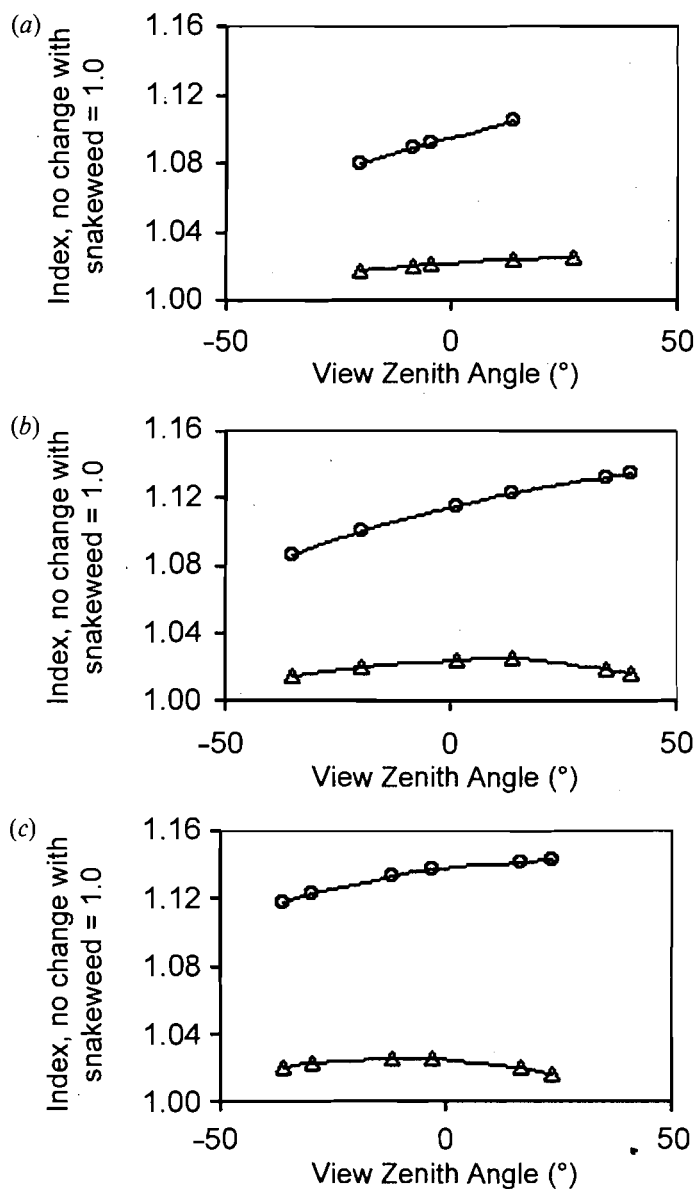 (a)
Index, no change with
snakeweed = 1.0
1.16
1.12
1.08
1.04
1.00
-50
0
50
View Zenith Angle (°)
(b)
Index, no change with
snakeweed = 1.0
1.16
1.12
1.08
1.04
1.00
-50
0
50
View Zenith Angle (°)
(c)
Index, no change with
snakeweed = 1.0
1.16
1.12
1.08
1.04
1.00
-50
0
50
View Zenith Angle (°)